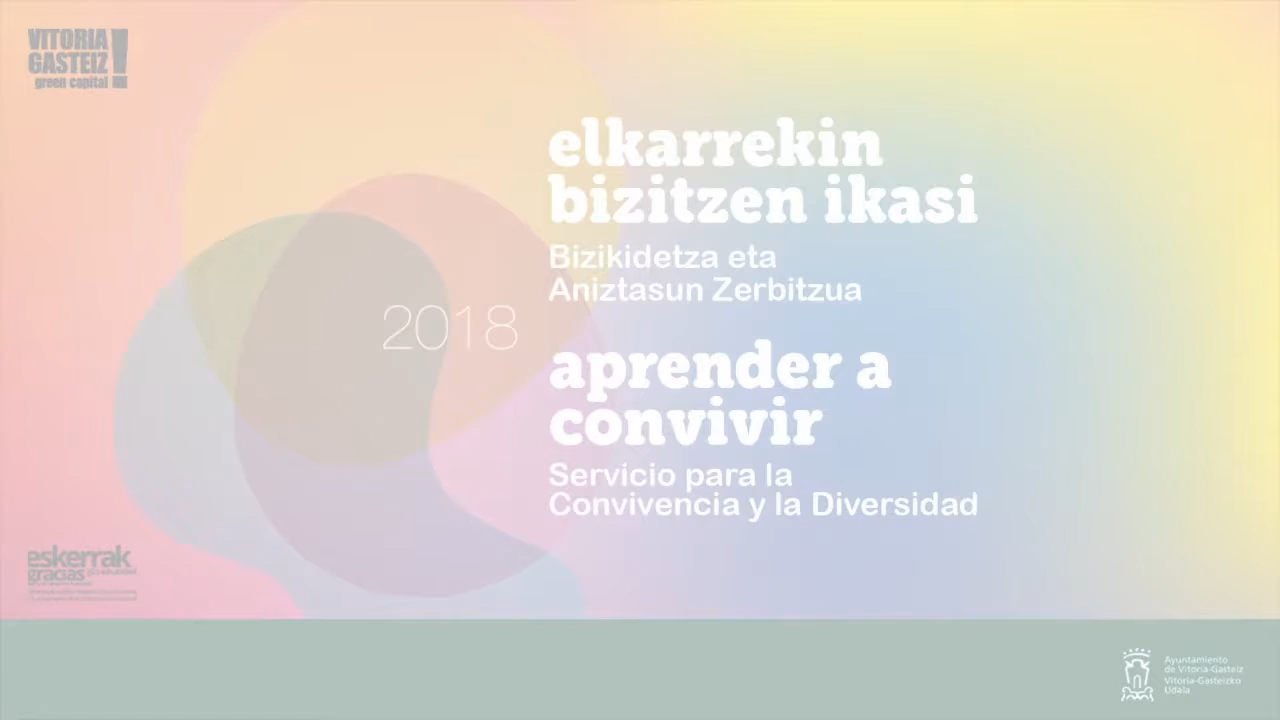 VITORIA
GASTEIZ
green capital
elkarrekin
bizitzen ikasi
Bizikidetza eta
Aniztasun Zerbitzua
2018
aprender a
convivir
Servicio para la
Convivencia y la Diversidad
eskerrak
gracias
Ayuntamiento
de Vitoria-Gasteiz
Vitoria-Gasteizko
Udala